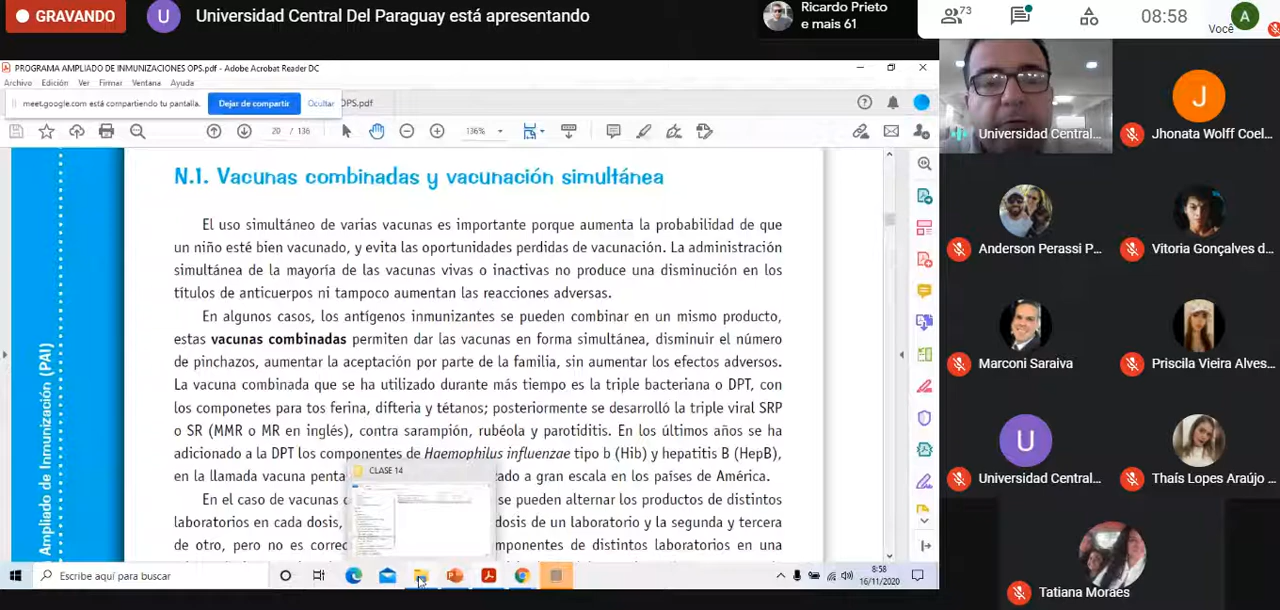 GRAVANDO
U
Universidad Central Del Paraguay está apresentando
Ricardo Prieto
e mais 61
73
08:58
Você
A
PROGRAMA AMPLIADO DE INMUNIZACIONES OPS.pdf - Adobe Acrobat Reader DC
Archivo Edición Ver Firmar Ventana Ayuda
meet.google.com está compartiendo tu pantalla. Dejar de compartir Ocultar OPS.pdf
20 / 136 136%
N.1. Vacunas combinadas y vacunación simultánea
El uso simultáneo de varias vacunas es importante porque aumenta la probabilidad de que
un niño esté bien vacunado, y evita las oportunidades perdidas de vacunación. La administración
simultánea de la mayoría de las vacunas vivas o inactivas no produce una disminución en los
títulos de anticuerpos ni tampoco aumentan las reacciones adversas.
En algunos casos, los antígenos inmunizantes se pueden combinar en un mismo producto,
estas vacunas combinadas permiten dar las vacunas en forma simultánea, disminuir el número
de pinchazos, aumentar la aceptación por parte de la familia, sin aumentar los efectos adversos.
La vacuna combinada que se ha utilizado durante más tiempo es la triple bacteriana o DPT, con
los componetes para tos ferina, difteria y tétanos; posteriormente se desarrolló la triple viral SRP
o SR (MMR o MR en inglés), contra sarampión, rubéola y parotiditis. En los últimos años se ha
adicionado a la DPT los componentes de Haemophilus influenzae tipo b (Hib) y hepatitis B (HepB),
en la llamada vacuna penta tado a gran escala en los países de América.
En el caso de vacunas c se pueden alternar los productos de distintos
laboratorios en cada dosis, dosis de un laboratorio y la segunda y tercera
de otro, pero no es correc mponentes de distintos laboratorios en una
Ampliado de Inmunización (PAI)
CLASE 14
Escribe aquí para buscar
8:58
16/11/2020
Universidad Central...
J
Jhonata Wolff Coel...
Anderson Perassi P...
Vitoria Gonçalves d...
Marconi Saraiva
Priscila Vieira Alves...
U
Universidad Central...
Thaís Lopes Araújo ...
Tatiana Moraes